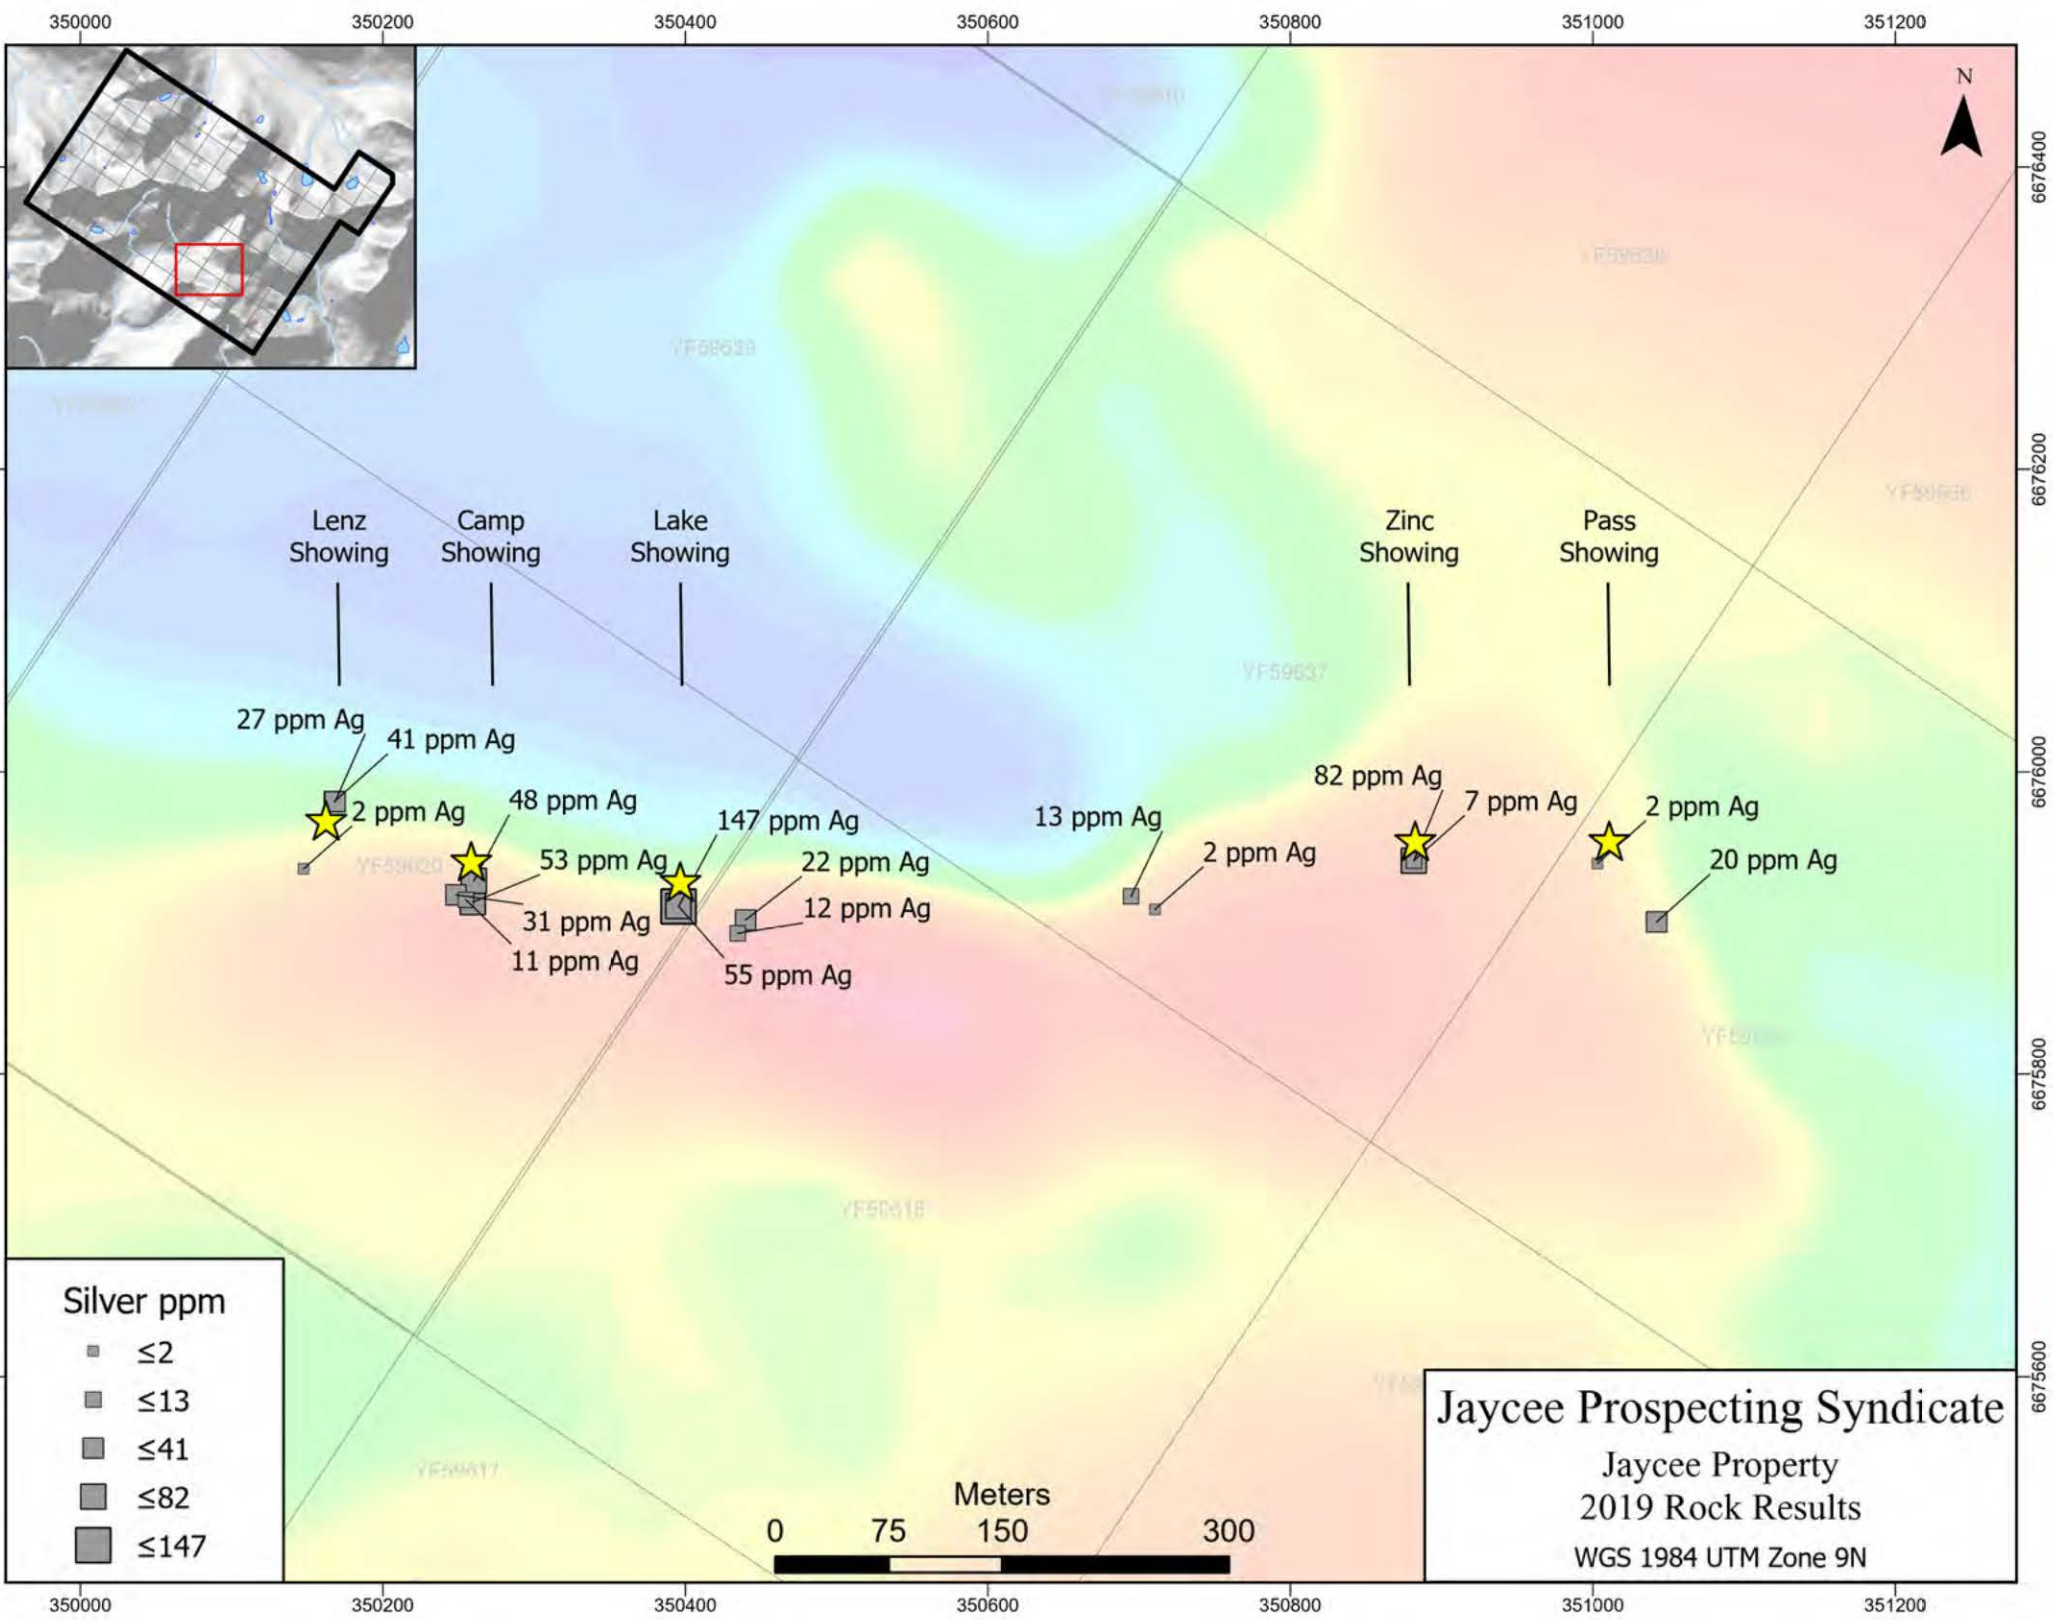 350000 350200 350400 350600 350800 351000 351200
N
6676400
6676200
6676000
6675800
6675600
YF59639
YF59637
YF59620
YF59618
YF59617
Lenz
Showing
Camp
Showing
Lake
Showing
Zinc
Showing
Pass
Showing
27 ppm Ag
41 ppm Ag
2 ppm Ag
48 ppm Ag
53 ppm Ag
31 ppm Ag
11 ppm Ag
147 ppm Ag
22 ppm Ag
12 ppm Ag
55 ppm Ag
13 ppm Ag
2 ppm Ag
82 ppm Ag
7 ppm Ag
2 ppm Ag
20 ppm Ag
Silver ppm
≤2
≤13
≤41
≤82
≤147
Meters
0 75 150 300
Jaycee Prospecting Syndicate
Jaycee Property
2019 Rock Results
WGS 1984 UTM Zone 9N
350000 350200 350400 350600 350800 351000 351200